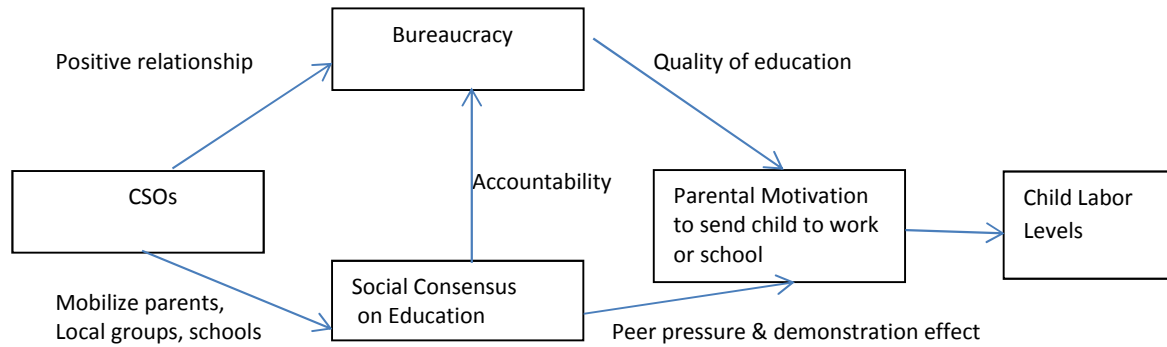 Bureaucracy
Positive relationship
Quality of education
CSOs
Accountability
Parental Motivation
to send child to work
or school
Child Labor
Levels
Mobilize parents,
Local groups, schools
Social Consensus
on Education
Peer pressure & demonstration effect